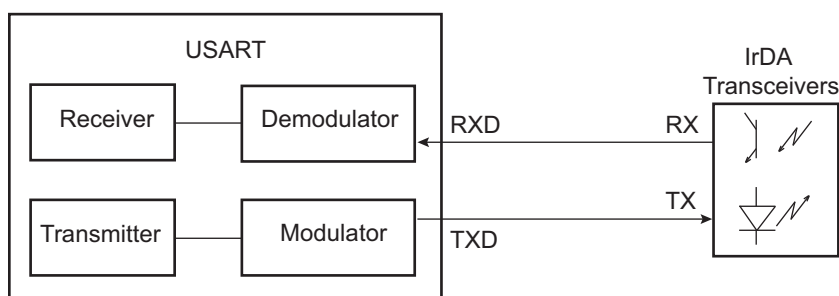 USART
IrDA
Transceivers
Receiver
Demodulator
RXD
RX
Transmitter
Modulator
TX
TXD